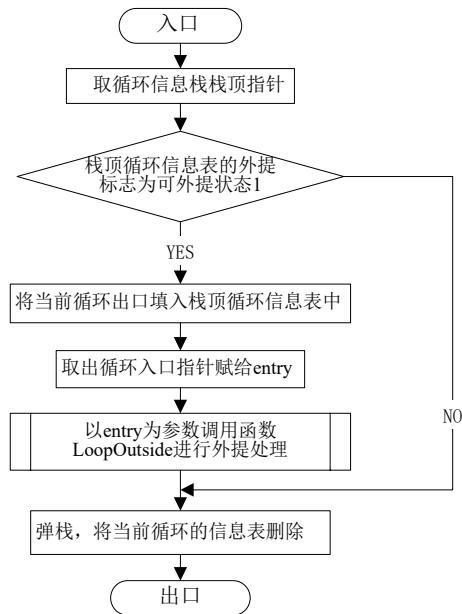 入口
取循环信息栈栈顶指针
栈顶循环信息表的外提
标志为可外提状态1
YES
将当前循环出口填入栈顶循环信息表中
取出循环入口指针赋给entry
以entry为参数调用函数
LoopOutside进行外提处理
NO
弹栈，将当前循环的信息表删除
出口